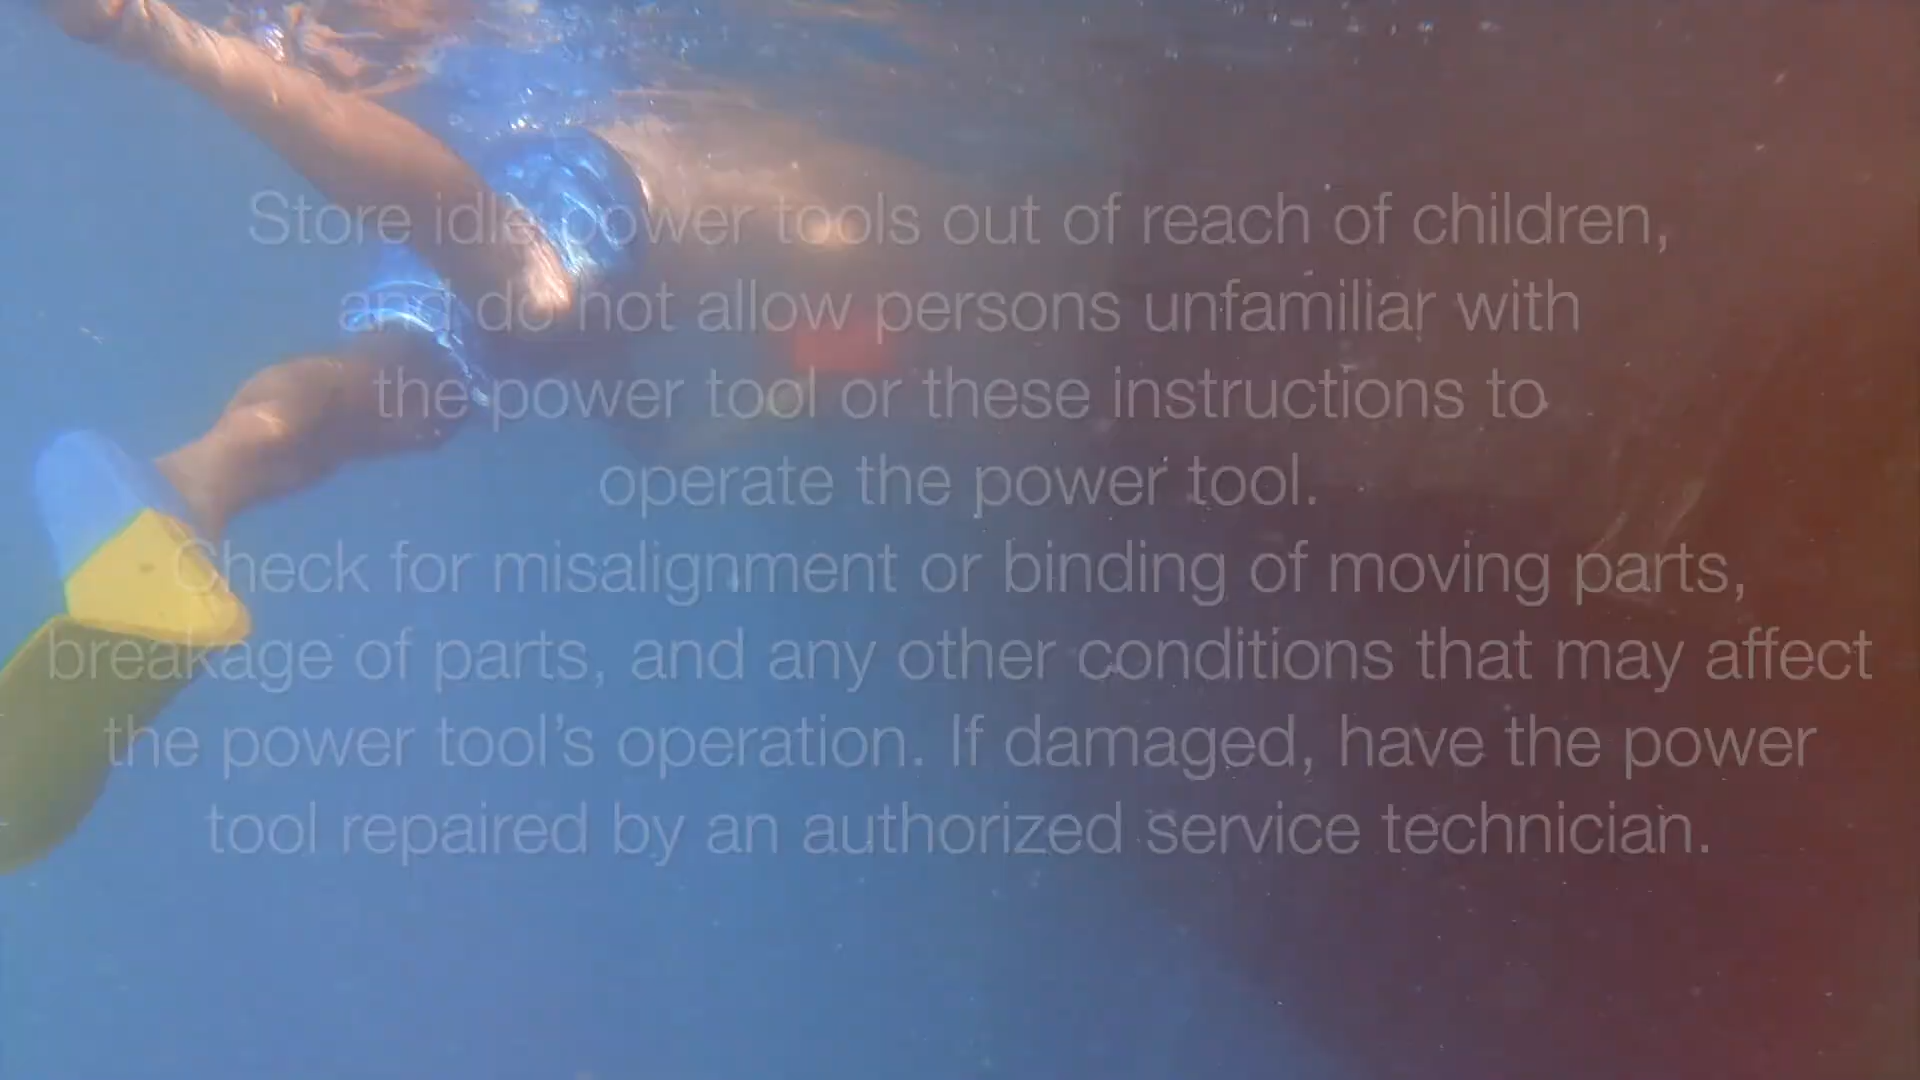 Store idle power tools out of reach of children,
and do not allow persons unfamiliar with
the power tool or these instructions to
operate the power tool.
Check for misalignment or binding of moving parts,
breakage of parts, and any other conditions that may affect
the power tool’s operation. If damaged, have the power
tool repaired by an authorized service technician.